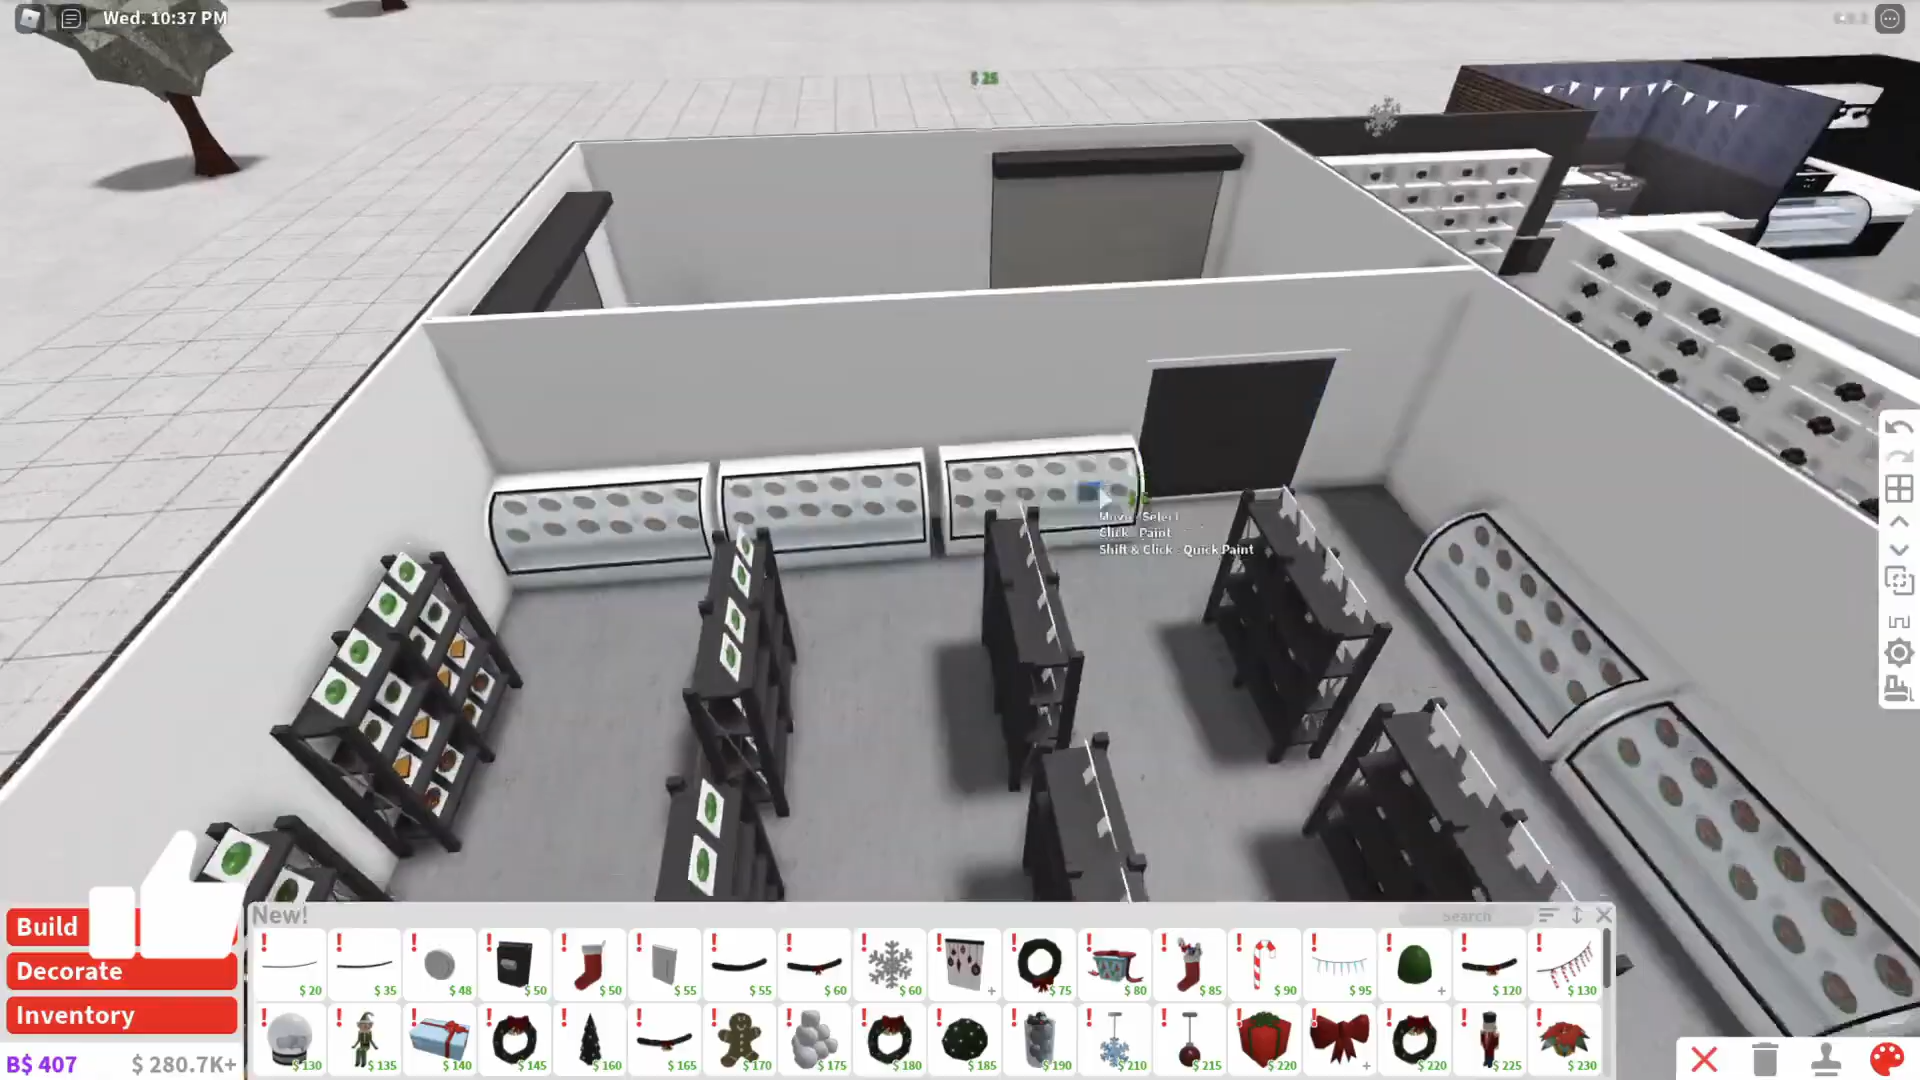 Wed. 10:37 PM
$ 25
Move - Select
Click - Paint
Shift & Click - Quick Paint
New!
Search
Build
Decorate
Inventory
B$ 407
$ 280.7K+
! $ 20
! $ 35
! $ 48
! $ 50
! $ 50
! $ 55
! $ 55
! $ 60
! $ 60
! +
! $ 75
! $ 80
! $ 85
! $ 90
! $ 95
! +
! $ 120
! $ 130
! $ 130
! $ 135
! $ 140
! $ 145
! $ 160
! $ 165
! $ 170
! $ 175
! $ 180
! $ 185
! $ 190
! $ 210
! $ 215
! $ 220
! +
! $ 220
! $ 225
! $ 230